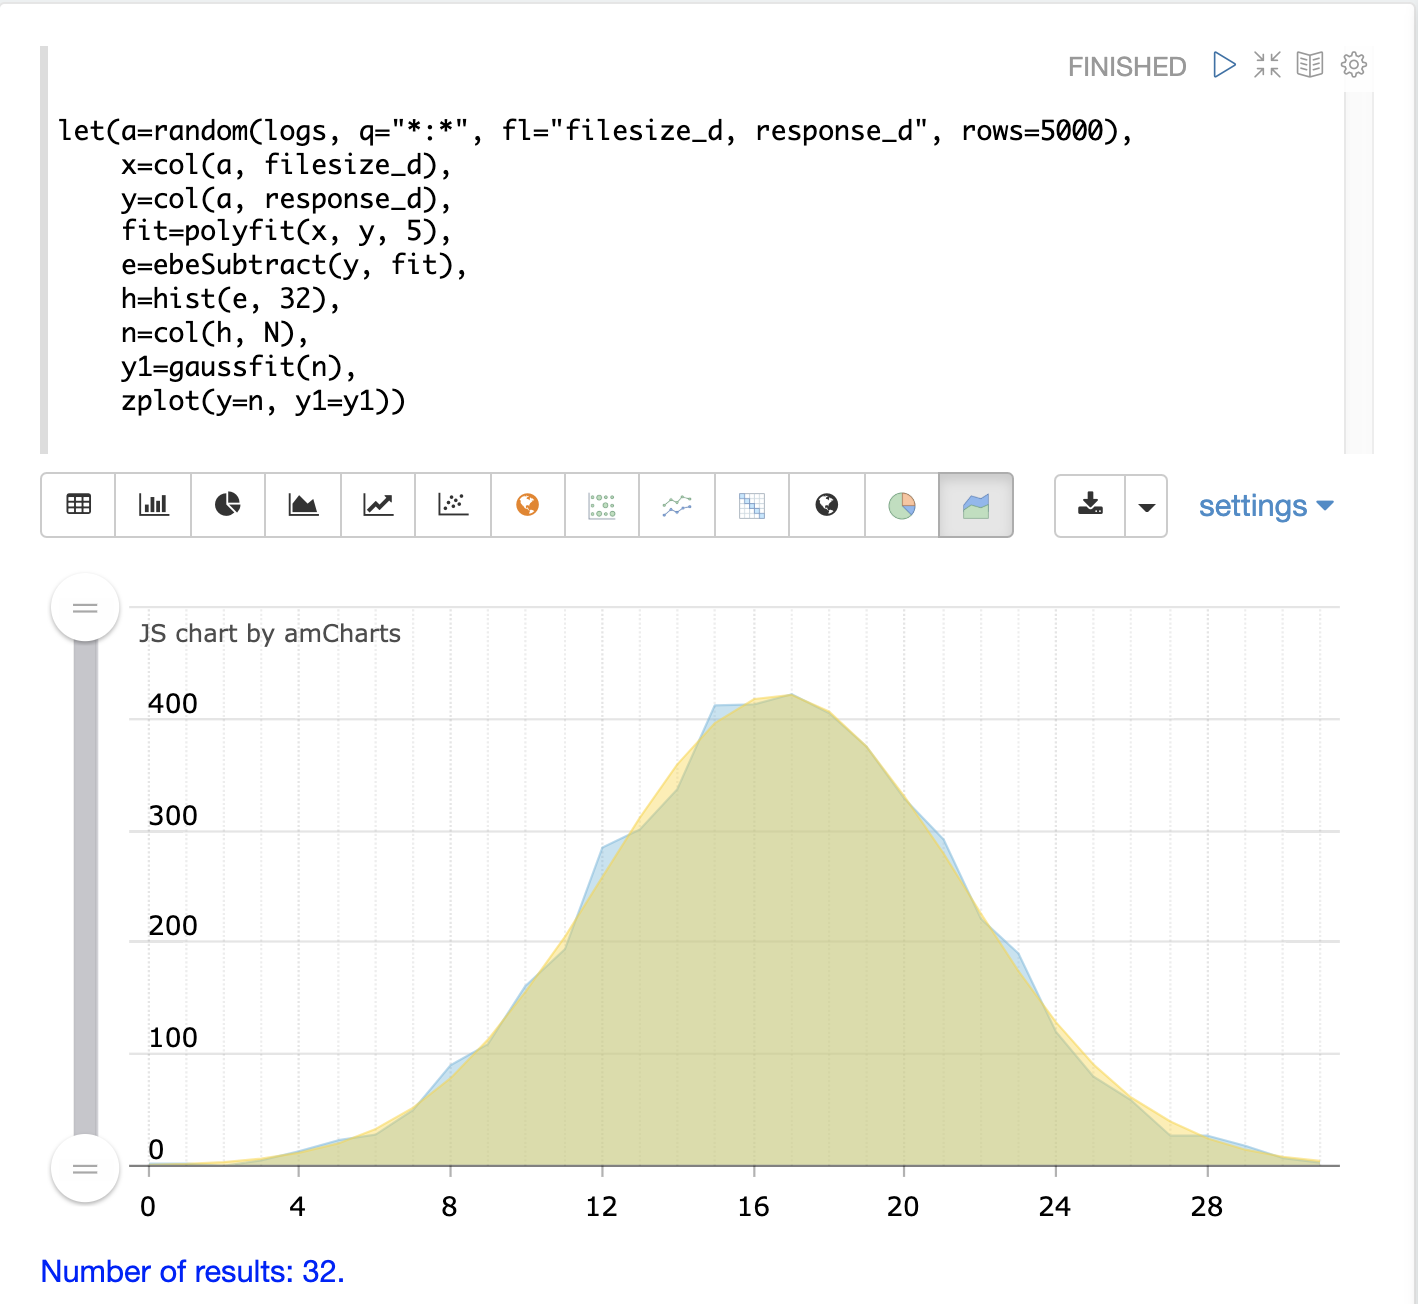 FINISHED
let(a=random(logs, q="*:*", fl="filesize_d, response_d", rows=5000),
    x=col(a, filesize_d),
    y=col(a, response_d),
    fit=polyfit(x, y, 5),
    e=ebeSubtract(y, fit),
    h=hist(e, 32),
    n=col(h, N),
    y1=gaussfit(n),
    zplot(y=n, y1=y1))
settings
JS chart by amCharts
400
300
200
100
0
0 4 8 12 16 20 24 28
Number of results: 32.